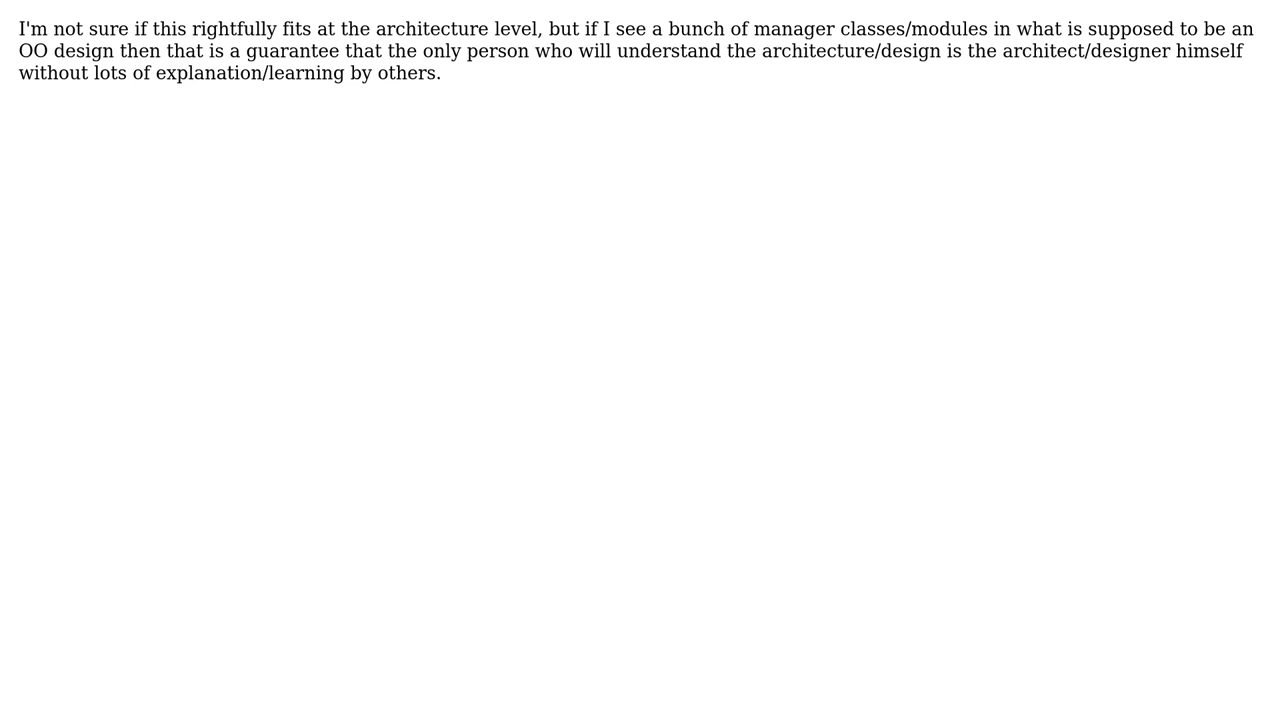 I'm not sure if this rightfully fits at the architecture level, but if I see a bunch of manager classes/modules in what is supposed to be an
OO design then that is a guarantee that the only person who will understand the architecture/design is the architect/designer himself
without lots of explanation/learning by others.